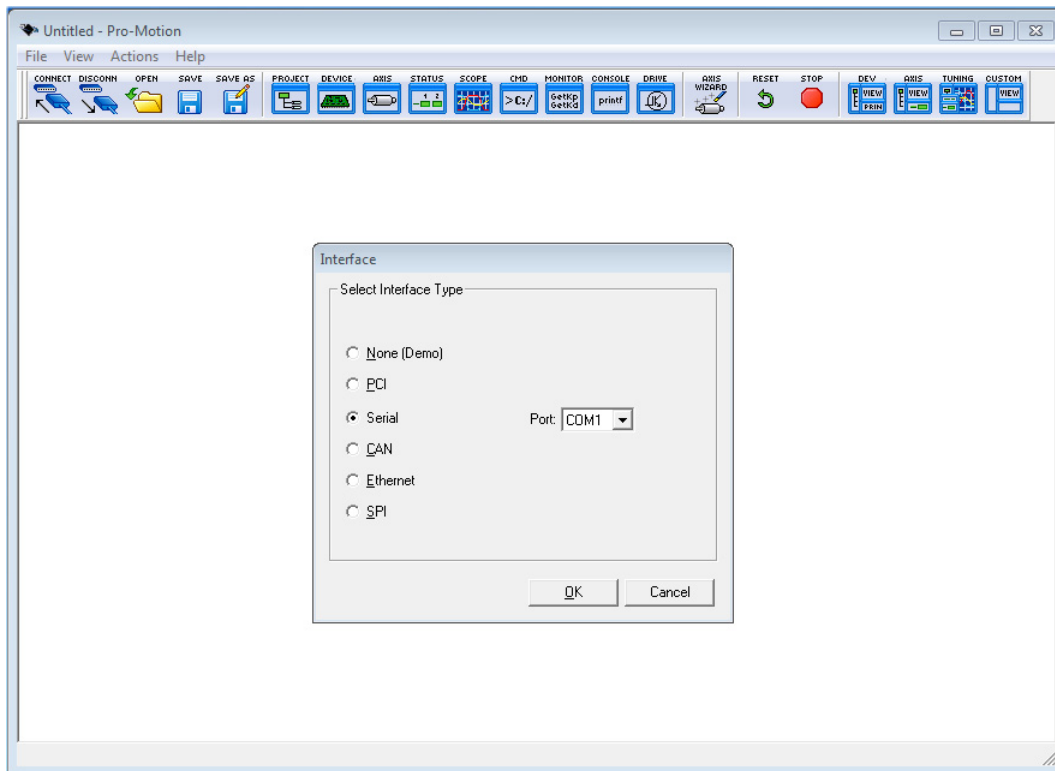 Untitled - Pro-Motion
File View Actions Help
CONNECT DISCONN OPEN SAVE SAVE AS PROJECT DEVICE AXIS STATUS SCOPE CMD MONITOR CONSOLE DRIVE AXIS WIZARD RESET STOP DEV AXIS TUNING CUSTOM
1 2 >C:/ GetKp GetKd printf VIEW PRIN VIEW VIEW
Interface
Select Interface Type
None (Demo)
PCI
Serial Port: COM1
CAN
Ethernet
SPI
OK Cancel